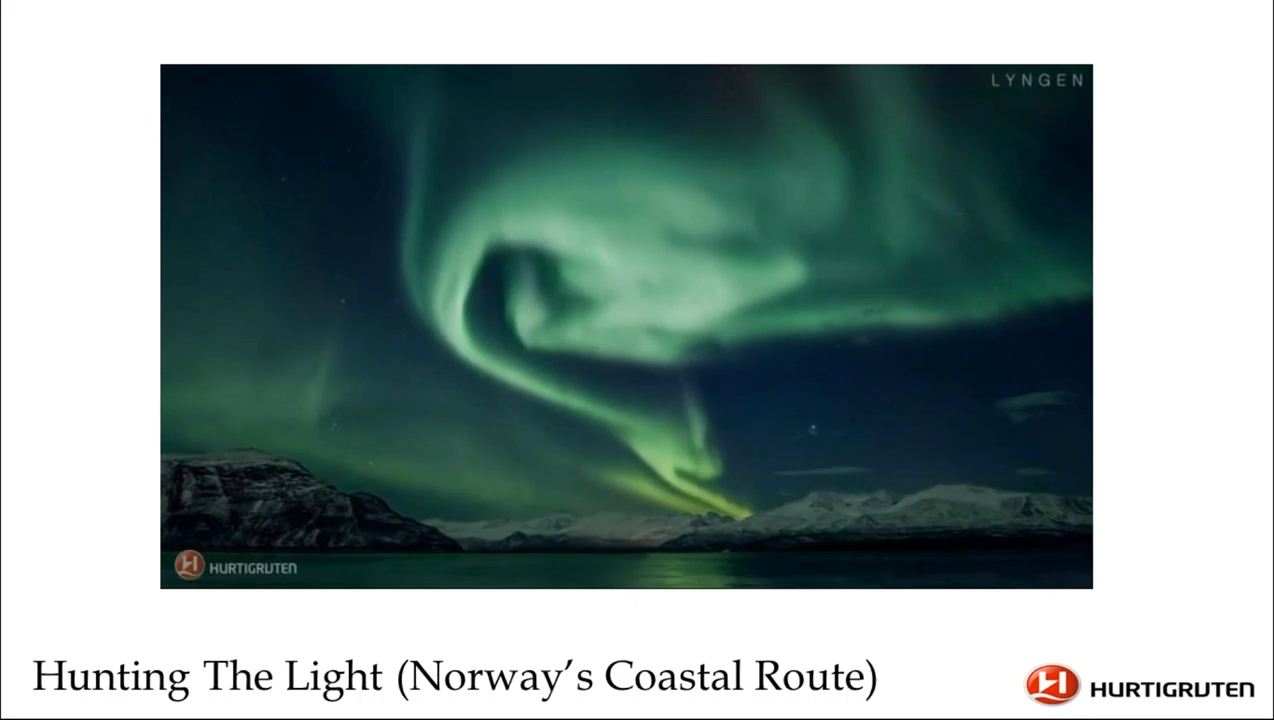 LYNGEN
HURTIGRUTEN
Hunting The Light (Norway’s Coastal Route)
HURTIGRUTEN